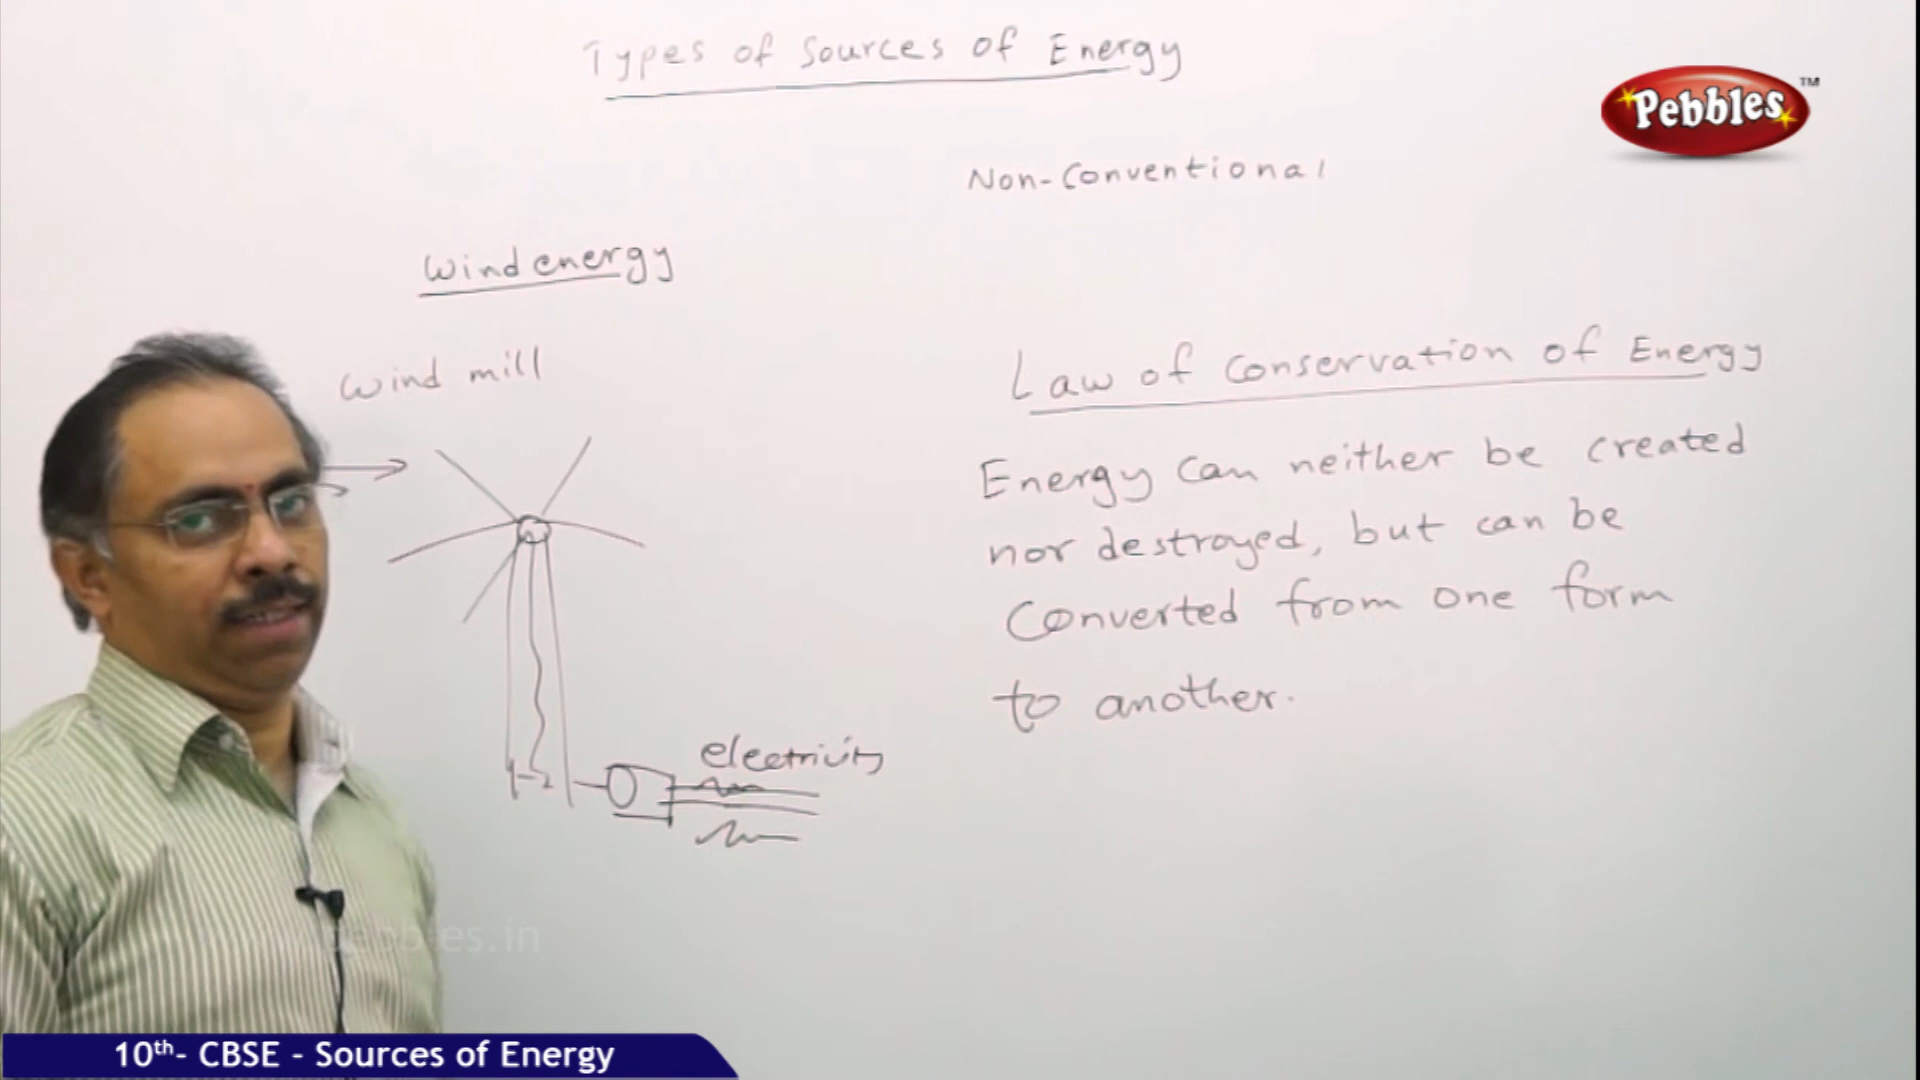 Types of Sources of Energy
Pebbles™
Non-Conventional
Wind energy
Wind mill
Law of Conservation of Energy
Energy can neither be created
nor destroyed, but can be
Converted from one form
to another.
electricity
pebbles.in
10th- CBSE - Sources of Energy